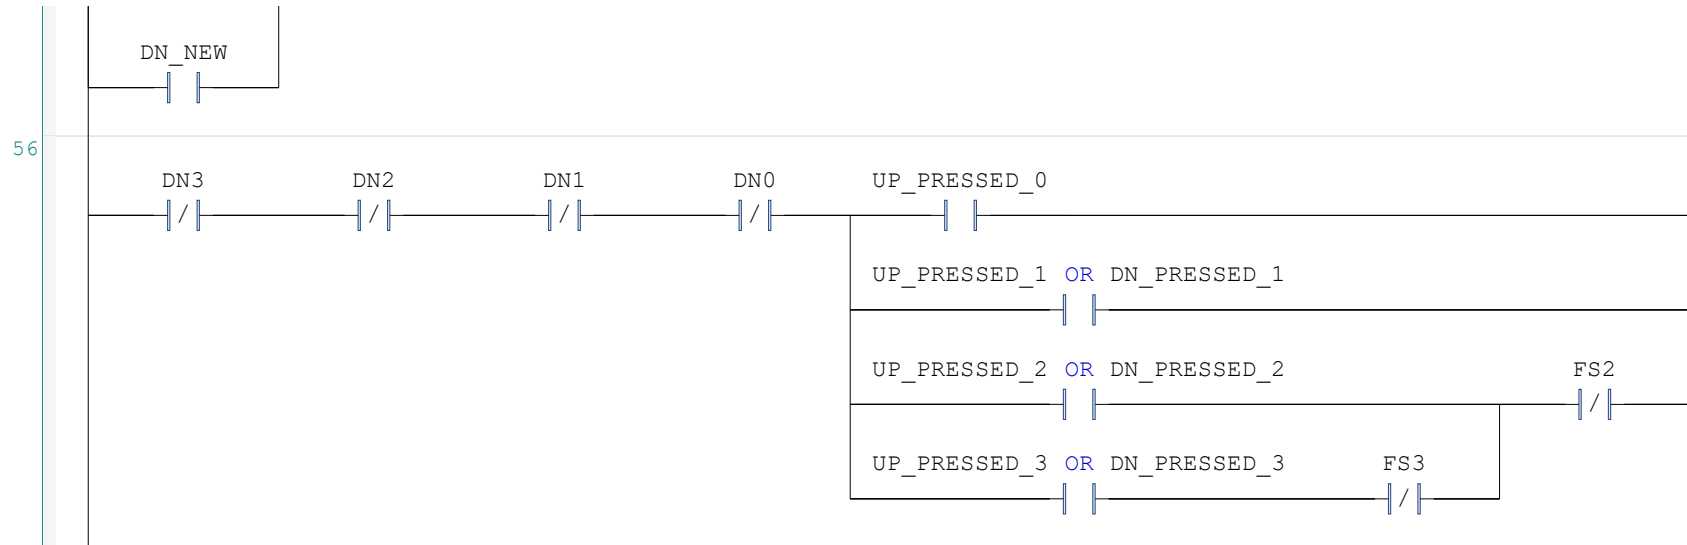 DN_NEW
56
DN3 DN2 DN1 DN0 UP_PRESSED_0
/ / / /
UP_PRESSED_1 OR DN_PRESSED_1
UP_PRESSED_2 OR DN_PRESSED_2 FS2
/
UP_PRESSED_3 OR DN_PRESSED_3 FS3
/